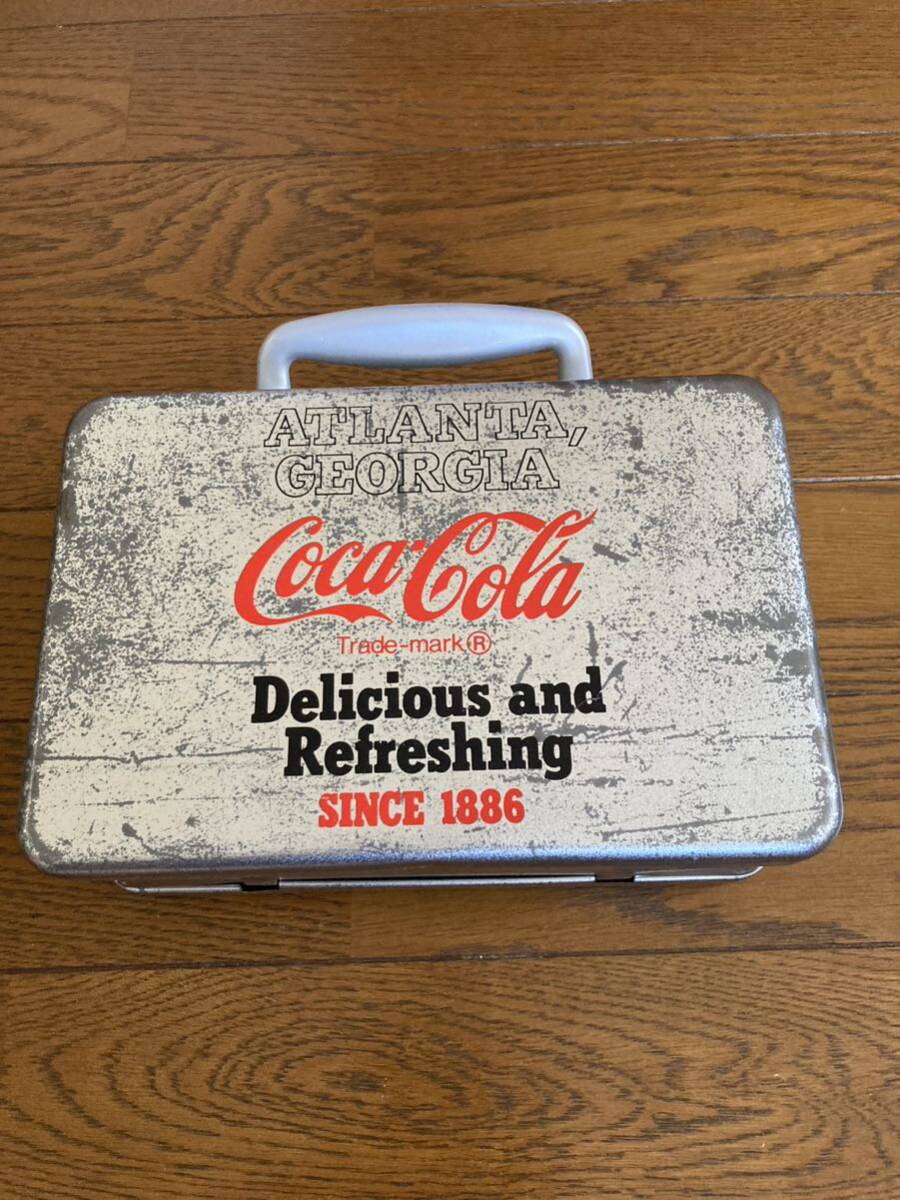 ATLANTA,
GEORGIA
Coca-Cola
Trade-mark®
Delicious and
Refreshing
SINCE 1886